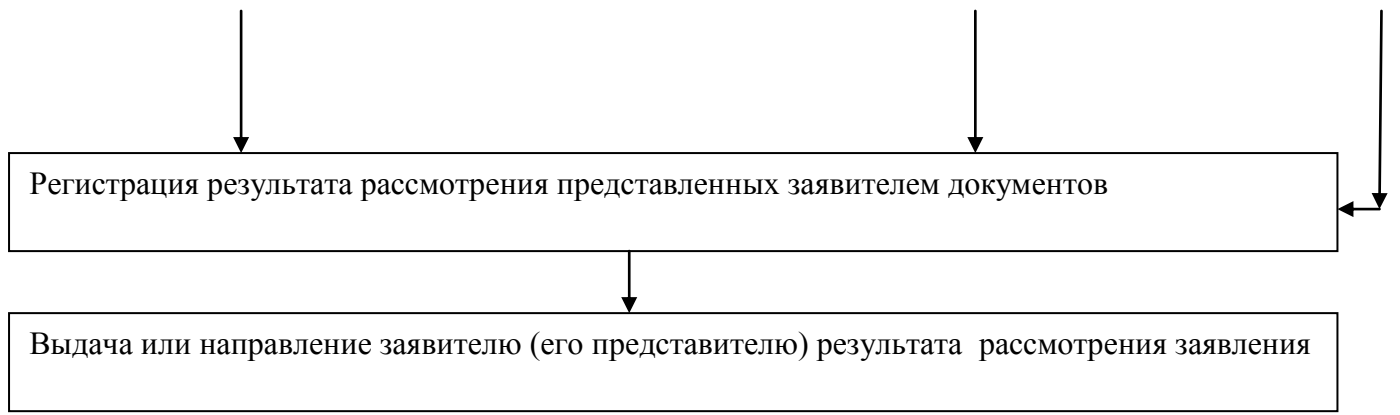 Регистрация результата рассмотрения представленных заявителем документов
Выдача или направление заявителю (его представителю) результата  рассмотрения заявления